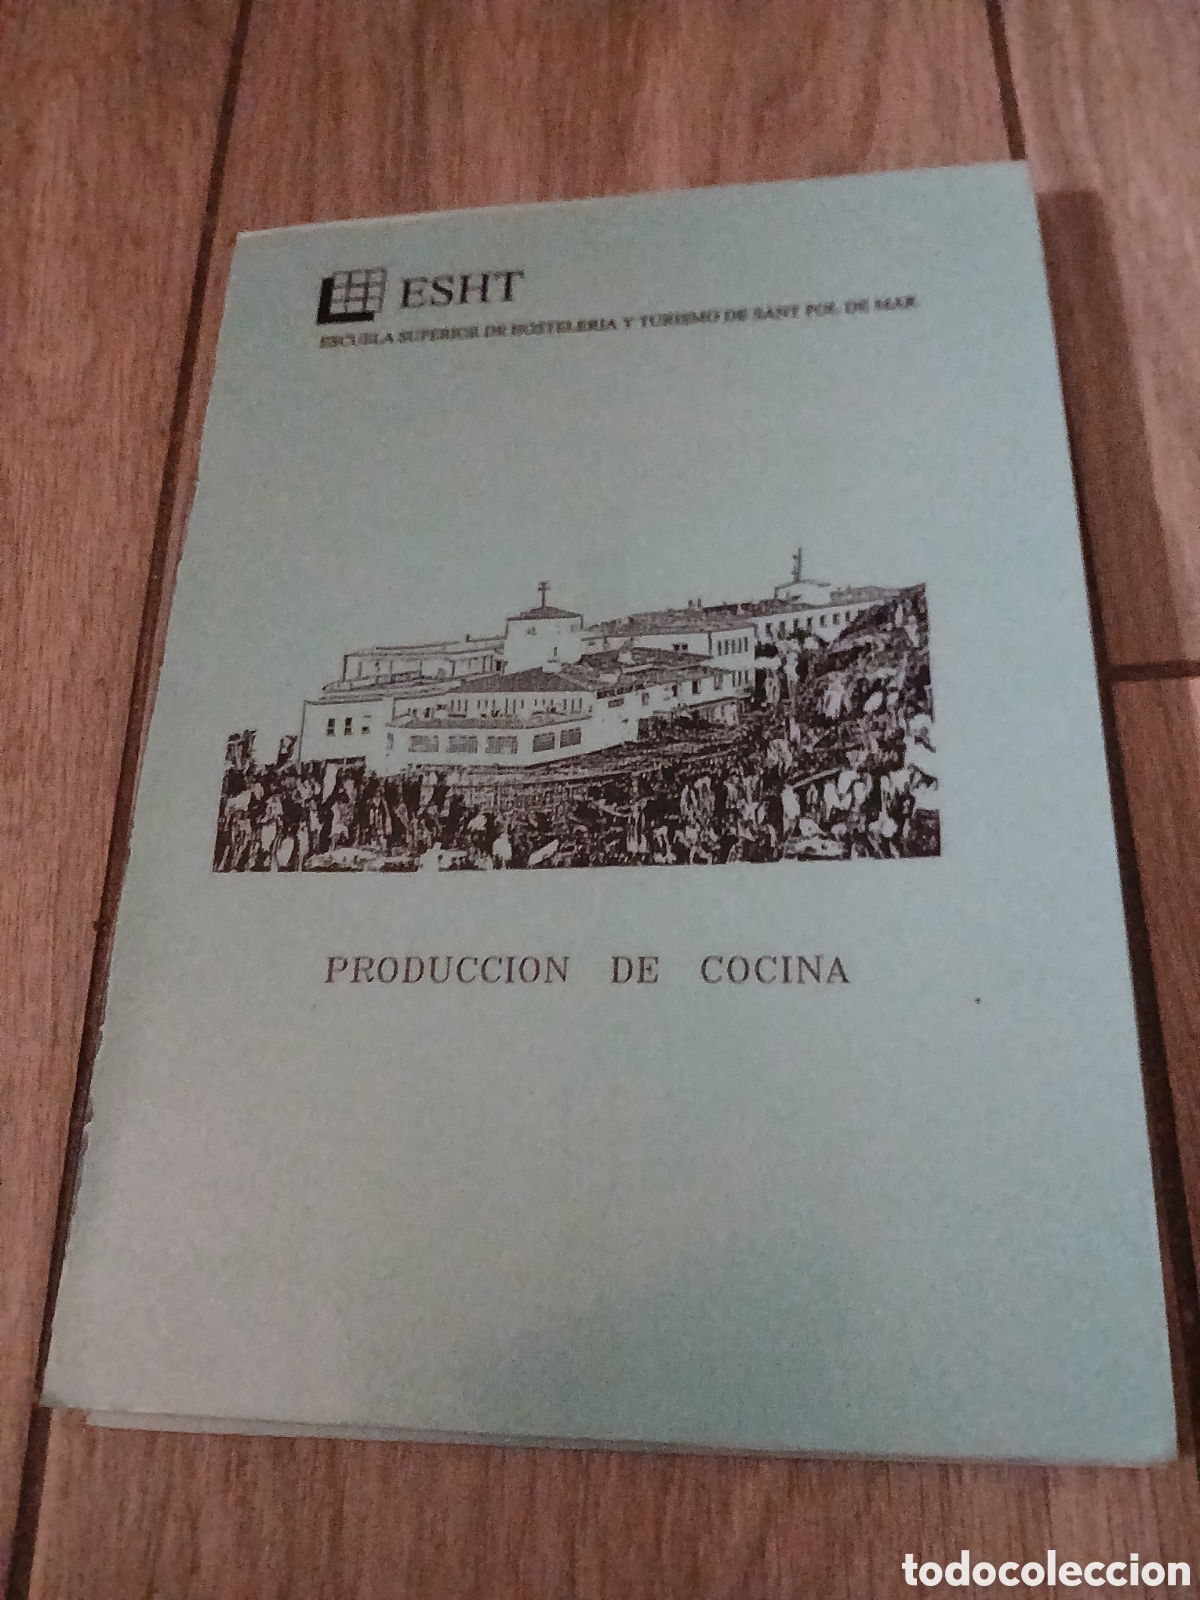 ESHT
ESCUELA SUPERIOR DE HOSTELERIA Y TURISMO DE SANT POL DE MAR
PRODUCCION DE COCINA
todocoleccion